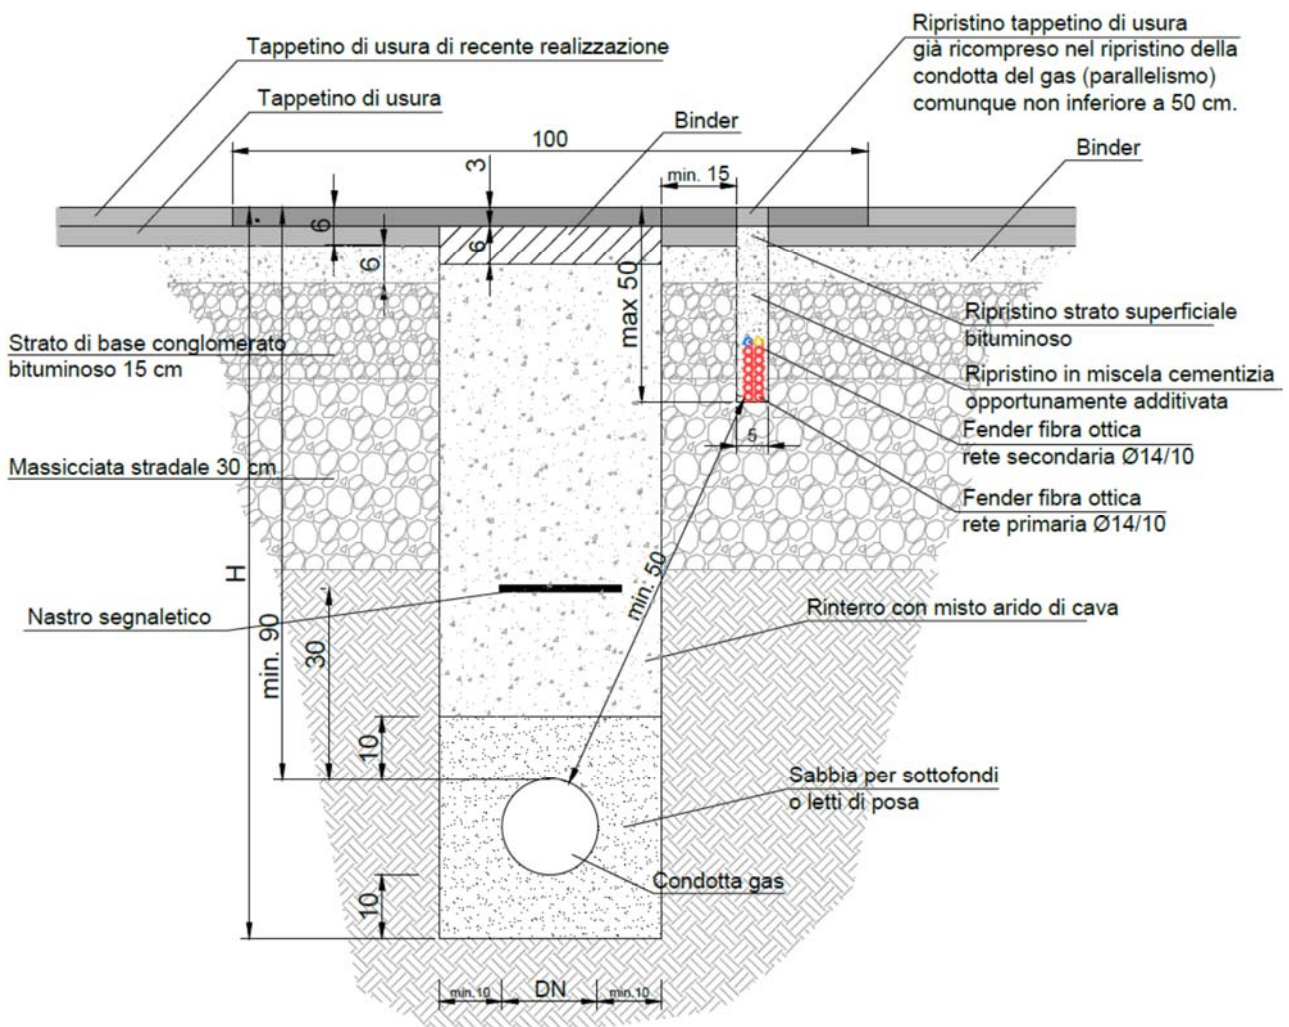 Tappetino di usura di recente realizzazione
Tappetino di usura
Ripristino tappetino di usura
già ricompreso nel ripristino della
condotta del gas (parallelismo)
comunque non inferiore a 50 cm.
Binder
Binder
100
3
min. 15
6
6
6
max 50
Strato di base conglomerato
bituminoso 15 cm
Ripristino strato superficiale
bituminoso
Ripristino in miscela cementizia
opportunamente additivata
Fender fibra ottica
rete secondaria Ø14/10
5
Massicciata stradale 30 cm
Fender fibra ottica
rete primaria Ø14/10
H
min. 50
Nastro segnaletico
min. 90
30
Rinterro con misto arido di cava
10
Sabbia per sottofondi
o letti di posa
Condotta gas
10
min.10
DN
min.10